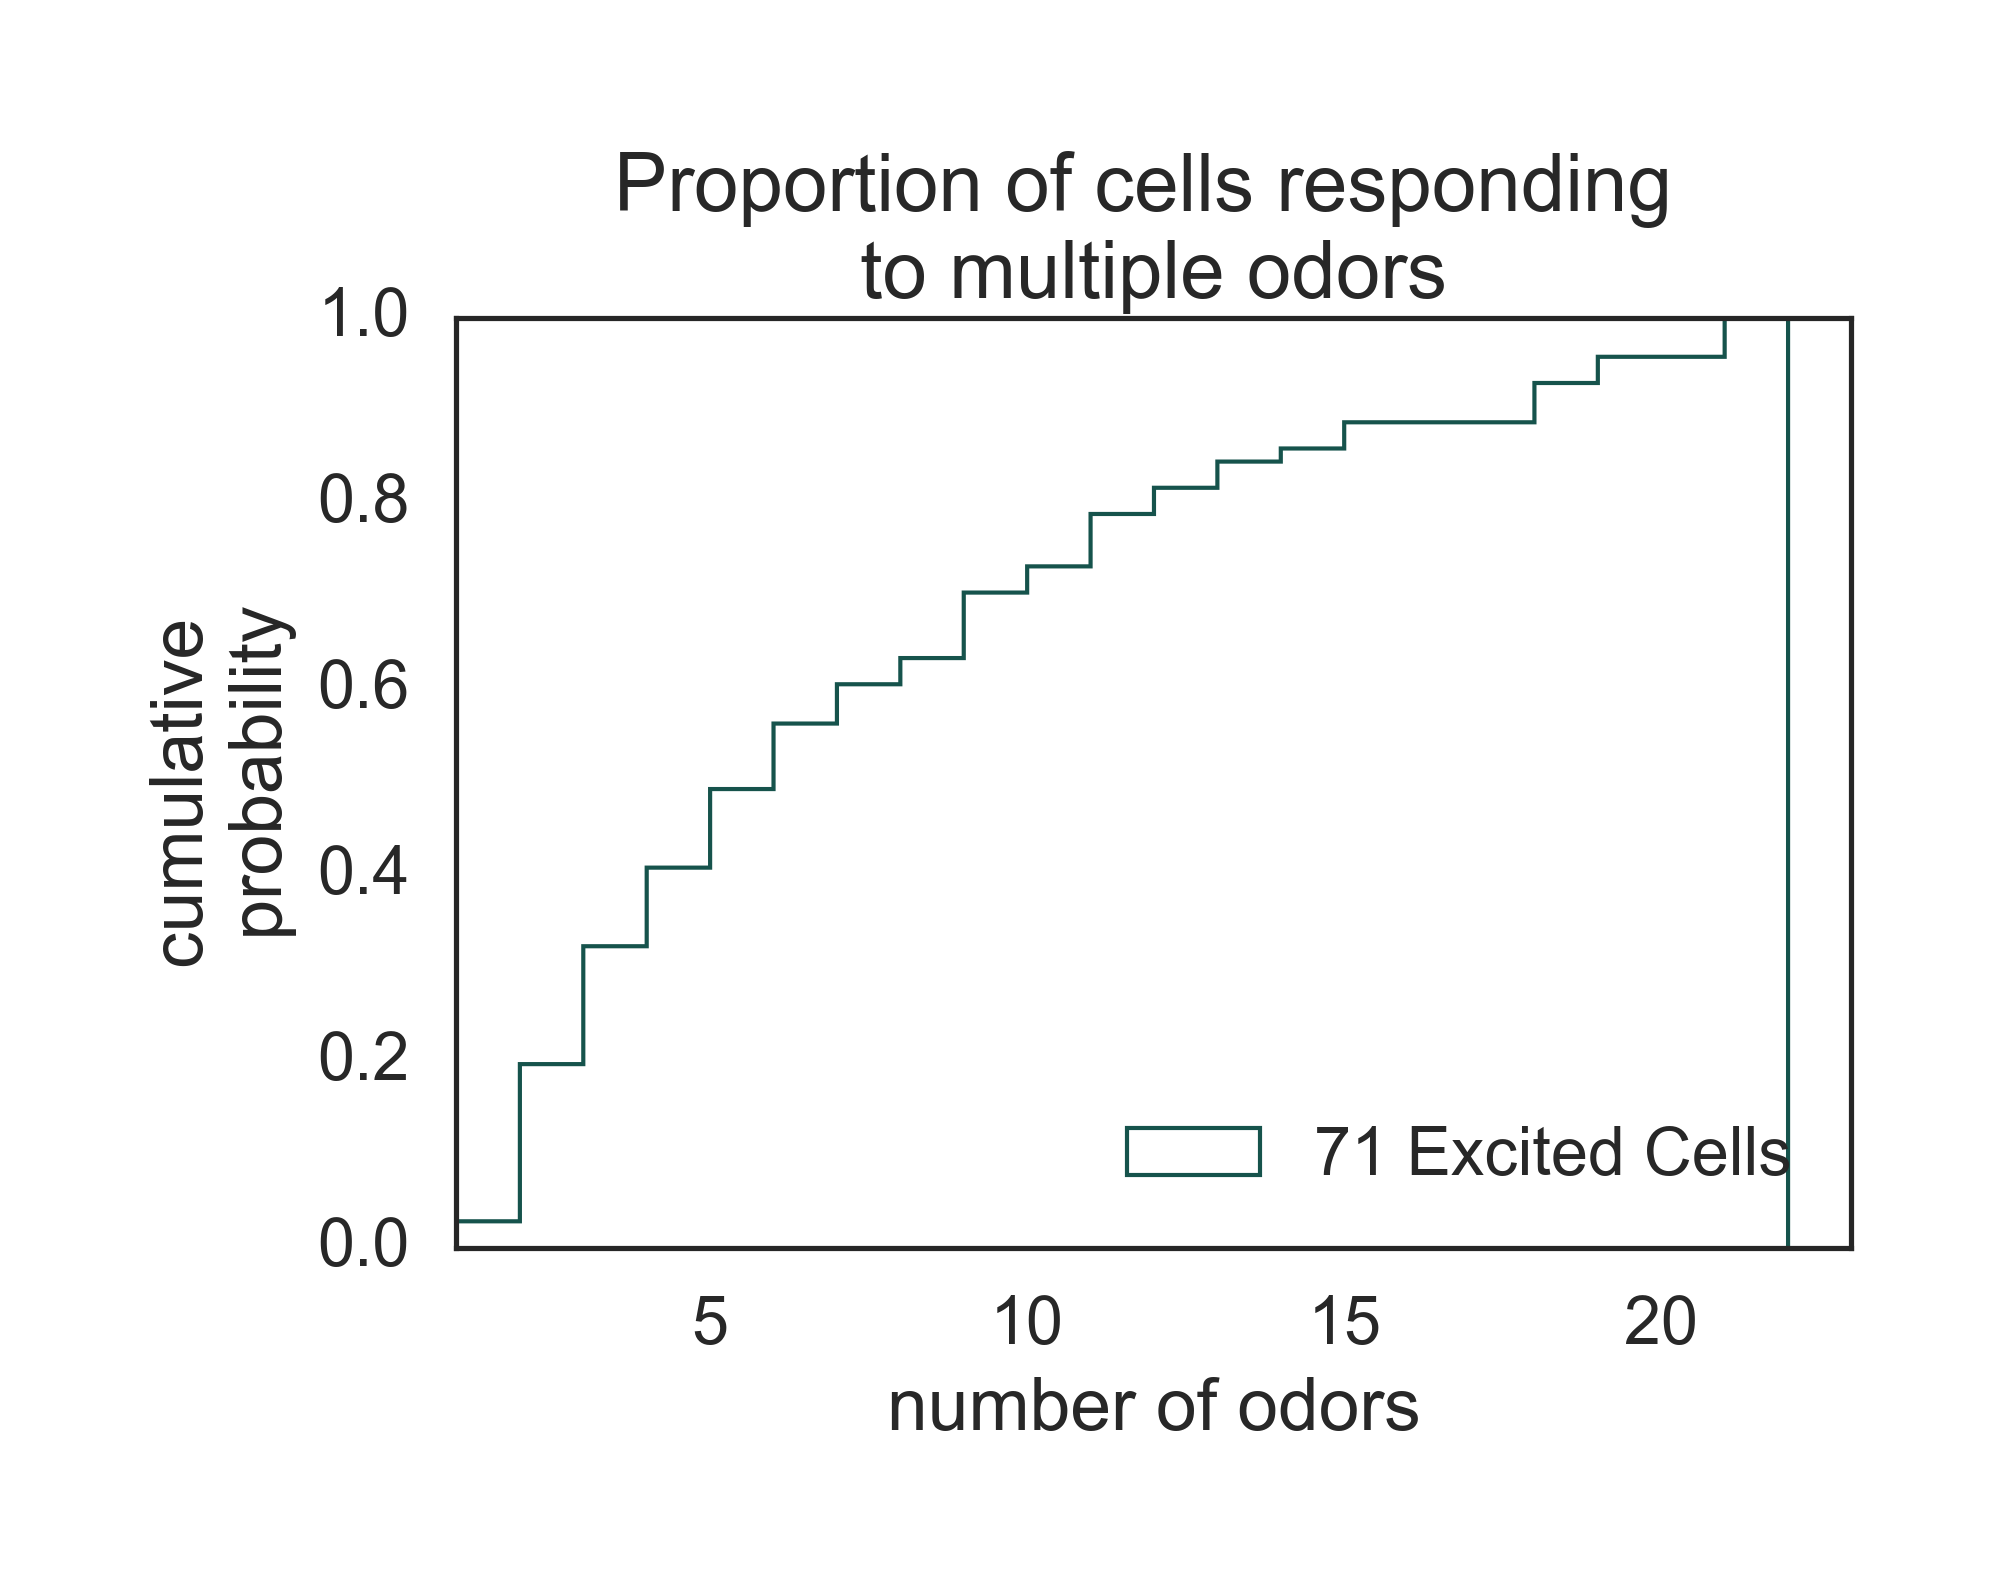 Proportion of cells responding
to multiple odors
1.0
0.8
0.6
0.4
0.2
0.0
cumulative
probability
71 Excited Cells
5 10 15 20
number of odors